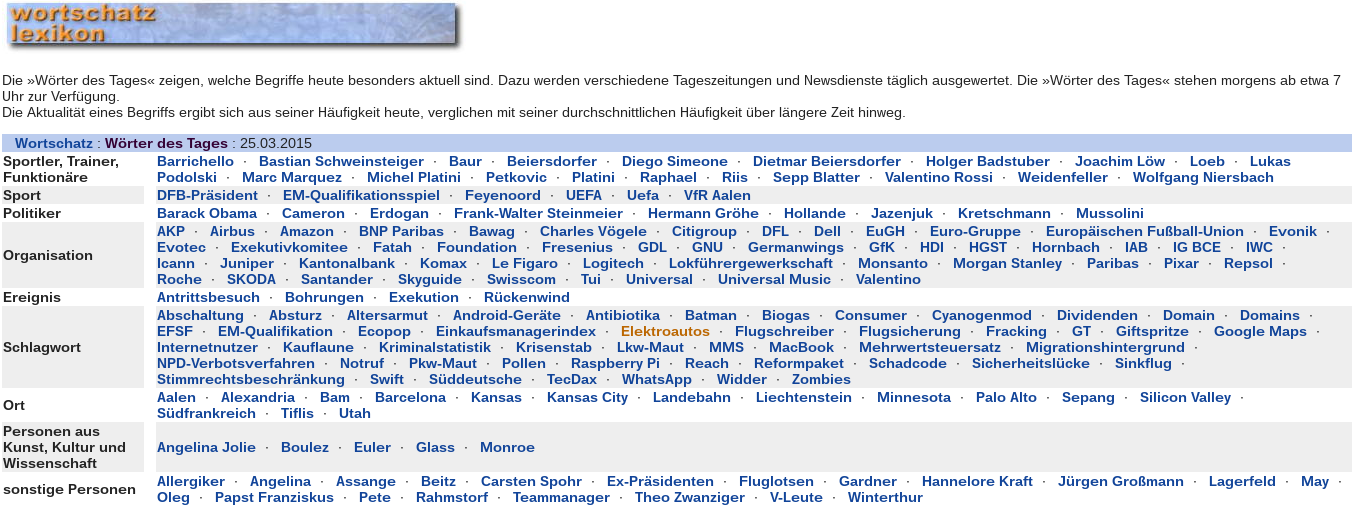 wortschatz
lexikon
Die »Wörter des Tages« zeigen, welche Begriffe heute besonders aktuell sind. Dazu werden verschiedene Tageszeitungen und Newsdienste täglich ausgewertet. Die »Wörter des Tages« stehen morgens ab etwa 7
Uhr zur Verfügung.
Die Aktualität eines Begriffs ergibt sich aus seiner Häufigkeit heute, verglichen mit seiner durchschnittlichen Häufigkeit über längere Zeit hinweg.
Wortschatz : Wörter des Tages : 25.03.2015
Sportler, Trainer,
Funktionäre
Barrichello · Bastian Schweinsteiger · Baur · Beiersdorfer · Diego Simeone · Dietmar Beiersdorfer · Holger Badstuber · Joachim Löw · Loeb · Lukas
Podolski · Marc Marquez · Michel Platini · Petkovic · Platini · Raphael · Riis · Sepp Blatter · Valentino Rossi · Weidenfeller · Wolfgang Niersbach
Sport
DFB-Präsident · EM-Qualifikationsspiel · Feyenoord · UEFA · Uefa · VfR Aalen
Politiker
Barack Obama · Cameron · Erdogan · Frank-Walter Steinmeier · Hermann Gröhe · Hollande · Jazenjuk · Kretschmann · Mussolini
Organisation
AKP · Airbus · Amazon · BNP Paribas · Bawag · Charles Vögele · Citigroup · DFL · Dell · EuGH · Euro-Gruppe · Europäischen Fußball-Union · Evonik ·
Evotec · Exekutivkomitee · Fatah · Foundation · Fresenius · GDL · GNU · Germanwings · GfK · HDI · HGST · Hornbach · IAB · IG BCE · IWC ·
Icann · Juniper · Kantonalbank · Komax · Le Figaro · Logitech · Lokführergewerkschaft · Monsanto · Morgan Stanley · Paribas · Pixar · Repsol ·
Roche · SKODA · Santander · Skyguide · Swisscom · Tui · Universal · Universal Music · Valentino
Ereignis
Antrittsbesuch · Bohrungen · Exekution · Rückenwind
Schlagwort
Abschaltung · Absturz · Altersarmut · Android-Geräte · Antibiotika · Batman · Biogas · Consumer · Cyanogenmod · Dividenden · Domain · Domains ·
EFSF · EM-Qualifikation · Ecopop · Einkaufsmanagerindex · Elektroautos · Flugschreiber · Flugsicherung · Fracking · GT · Giftspritze · Google Maps ·
Internetnutzer · Kauflaune · Kriminalstatistik · Krisenstab · Lkw-Maut · MMS · MacBook · Mehrwertsteuersatz · Migrationshintergrund ·
NPD-Verbotsverfahren · Notruf · Pkw-Maut · Pollen · Raspberry Pi · Reach · Reformpaket · Schadcode · Sicherheitslücke · Sinkflug ·
Stimmrechtsbeschränkung · Swift · Süddeutsche · TecDax · WhatsApp · Widder · Zombies
Ort
Aalen · Alexandria · Bam · Barcelona · Kansas · Kansas City · Landebahn · Liechtenstein · Minnesota · Palo Alto · Sepang · Silicon Valley ·
Südfrankreich · Tiflis · Utah
Personen aus
Kunst, Kultur und
Wissenschaft
Angelina Jolie · Boulez · Euler · Glass · Monroe
sonstige Personen
Allergiker · Angelina · Assange · Beitz · Carsten Spohr · Ex-Präsidenten · Fluglotsen · Gardner · Hannelore Kraft · Jürgen Großmann · Lagerfeld · May ·
Oleg · Papst Franziskus · Pete · Rahmstorf · Teammanager · Theo Zwanziger · V-Leute · Winterthur